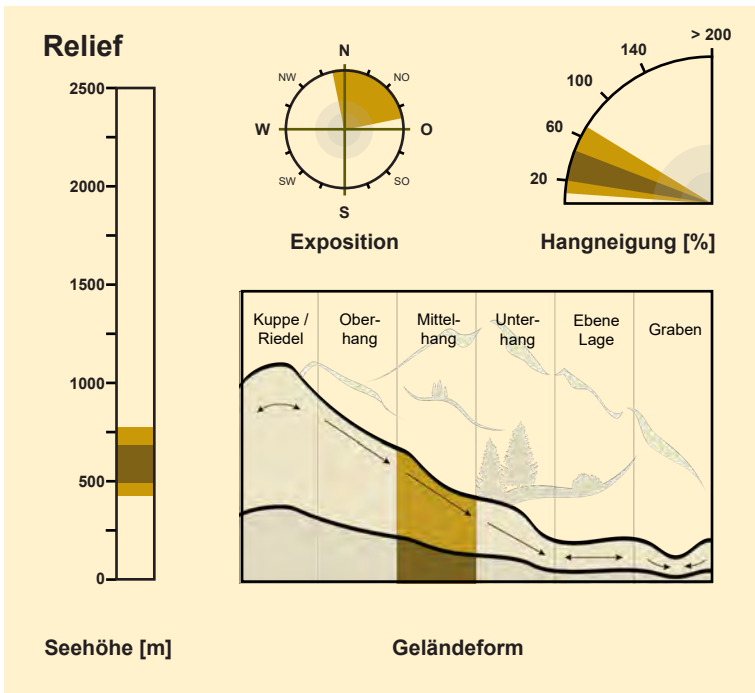 Relief
2500
2000
1500
1000
500
0
Seehöhe [m]
N
NW
NO
W
O
SW
SO
S
Exposition
> 200
140
100
60
20
Hangneigung [%]
Kuppe /
Riedel
Ober-
hang
Mittel-
hang
Unter-
hang
Ebene
Lage
Graben
Geländeform